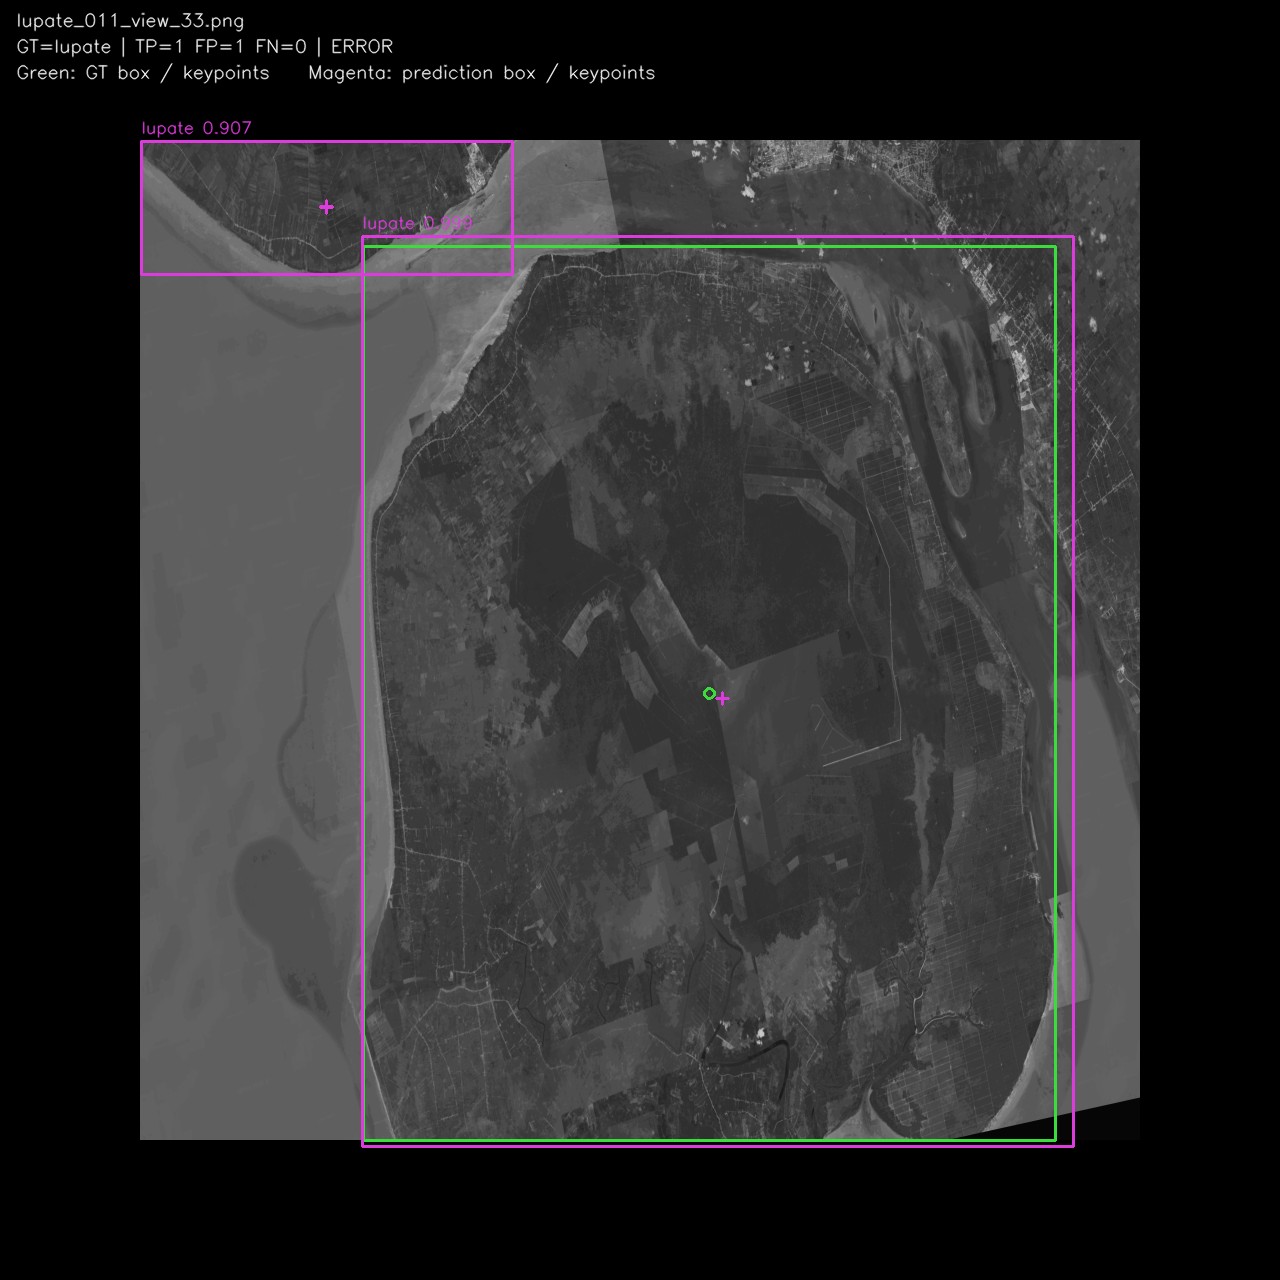 lupate_011_view_33.png
GT=lupate | TP=1 FP=1 FN=0 | ERROR
Green: GT box / keypoints    Magenta: prediction box / keypoints
lupate 0.907
lupate